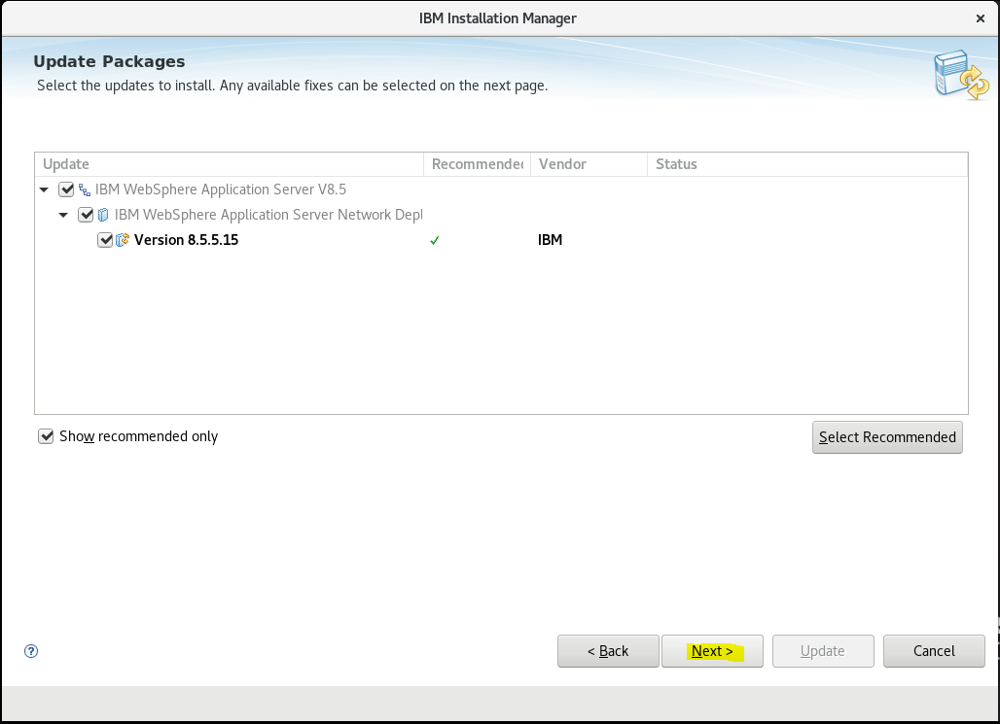 IBM Installation Manager
Update Packages
Select the updates to install. Any available fixes can be selected on the next page.
Update Recommended Vendor Status
IBM WebSphere Application Server V8.5
IBM WebSphere Application Server Network Depl
Version 8.5.5.15 IBM
Show recommended only Select Recommended
< Back Next > Update Cancel